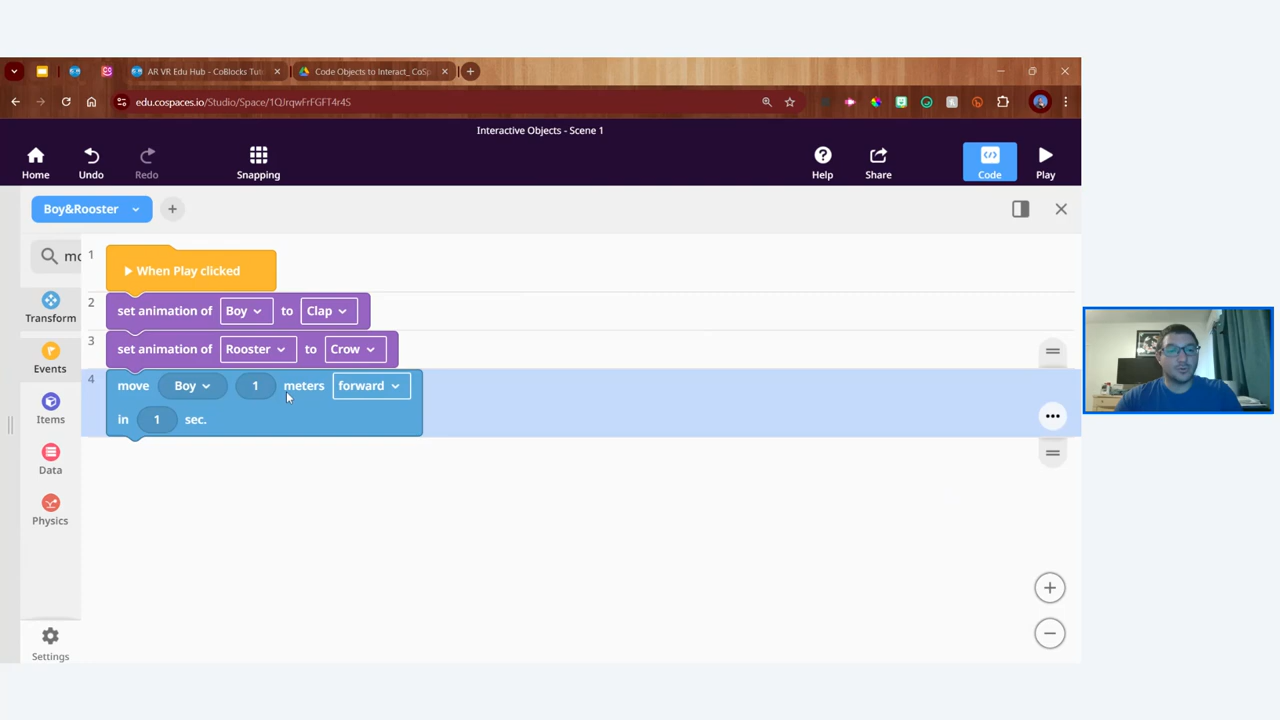 AR VR Edu Hub - CoBlocks Tut
Code Objects to Interact_ CoSp
edu.cospaces.io/Studio/Space/1QJrqwFrFGFT4r4S
Interactive Objects - Scene 1
Home
Undo
Redo
Snapping
Help
Share
Code
Play
Boy&Rooster
mo
Transform
Events
Items
Data
Physics
Settings
1
When Play clicked
2
set animation of Boy to Clap
3
set animation of Rooster to Crow
4
move Boy 1 meters forward
in 1 sec.